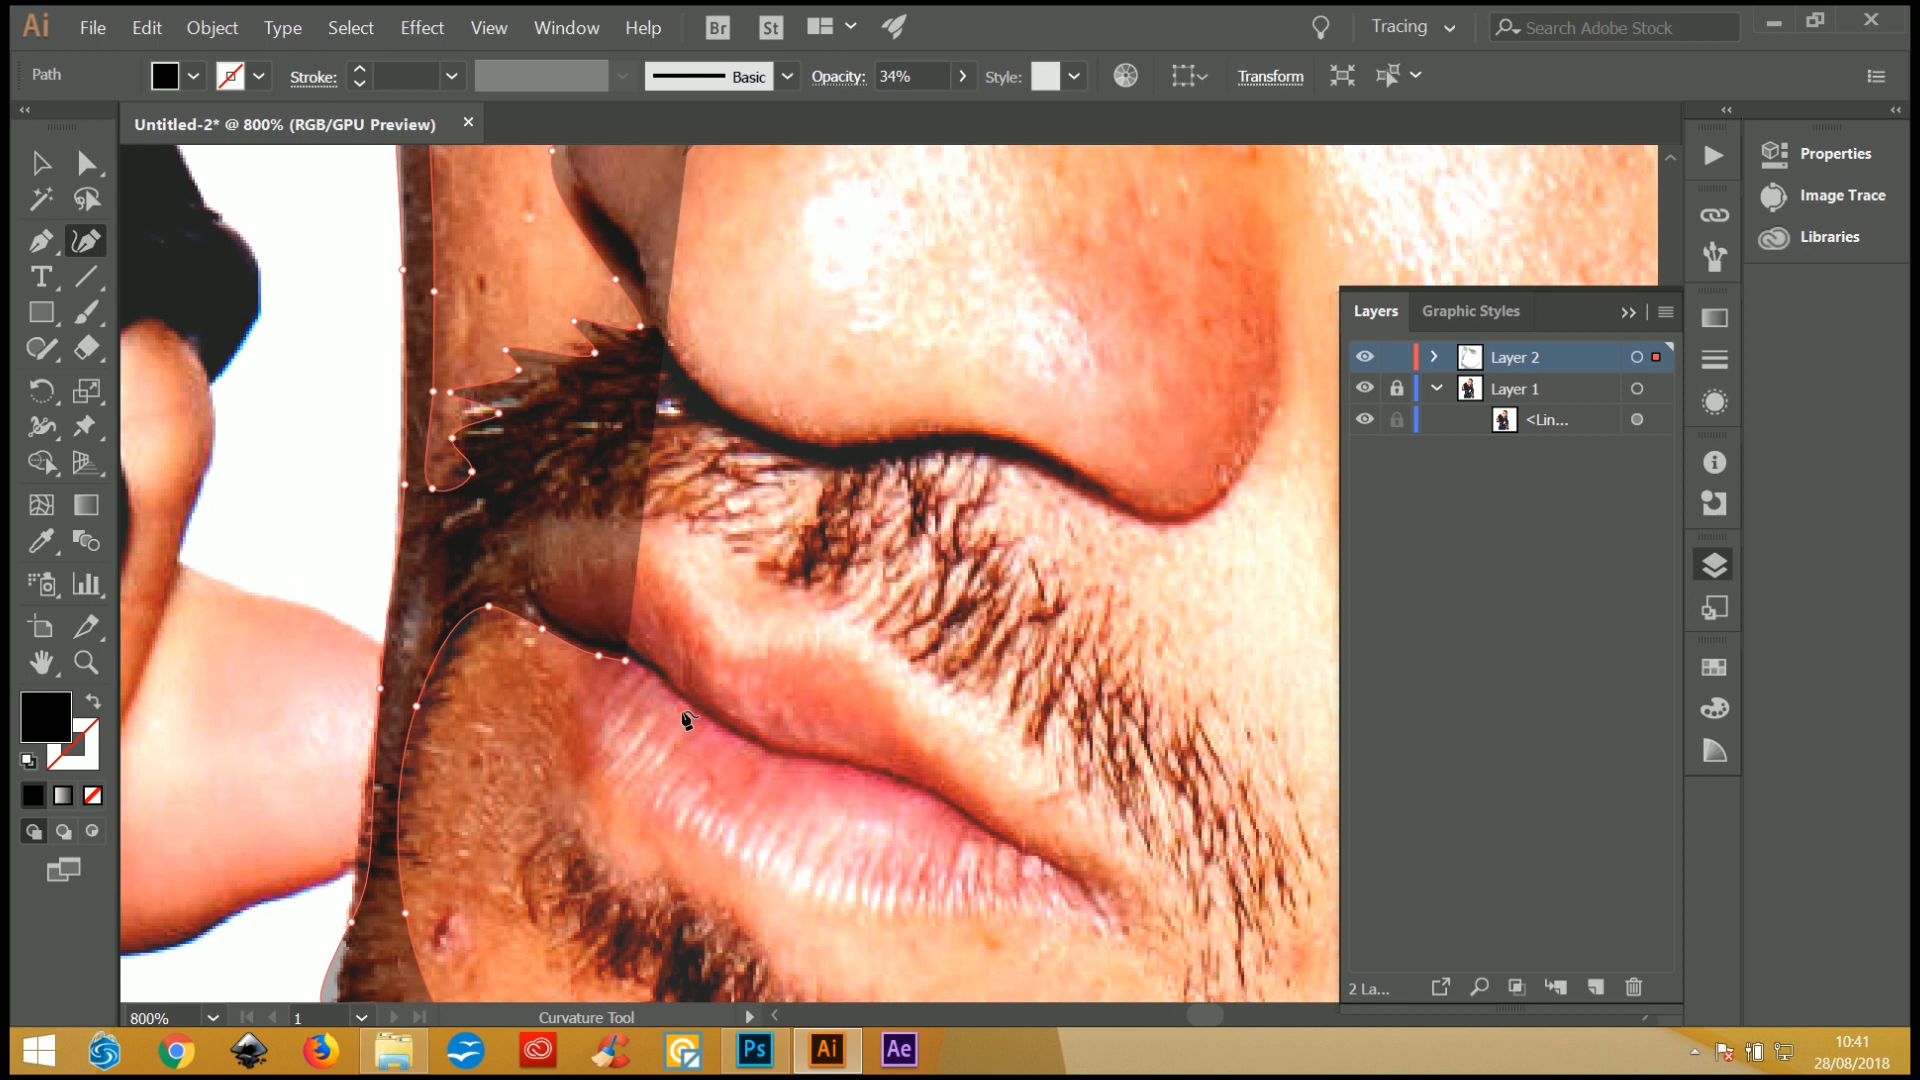 Ai File Edit Object Type Select Effect View Window Help Br St Tracing Search Adobe Stock
Path Stroke: Basic Opacity: 34% Style: Transform
Untitled-2* @ 800% (RGB/GPU Preview)
Properties
Image Trace
Libraries
Layers Graphic Styles
Layer 2
Layer 1
<Lin...
2 La...
800% 1 Curvature Tool
Ps Ai Ae
10:41
28/08/2018